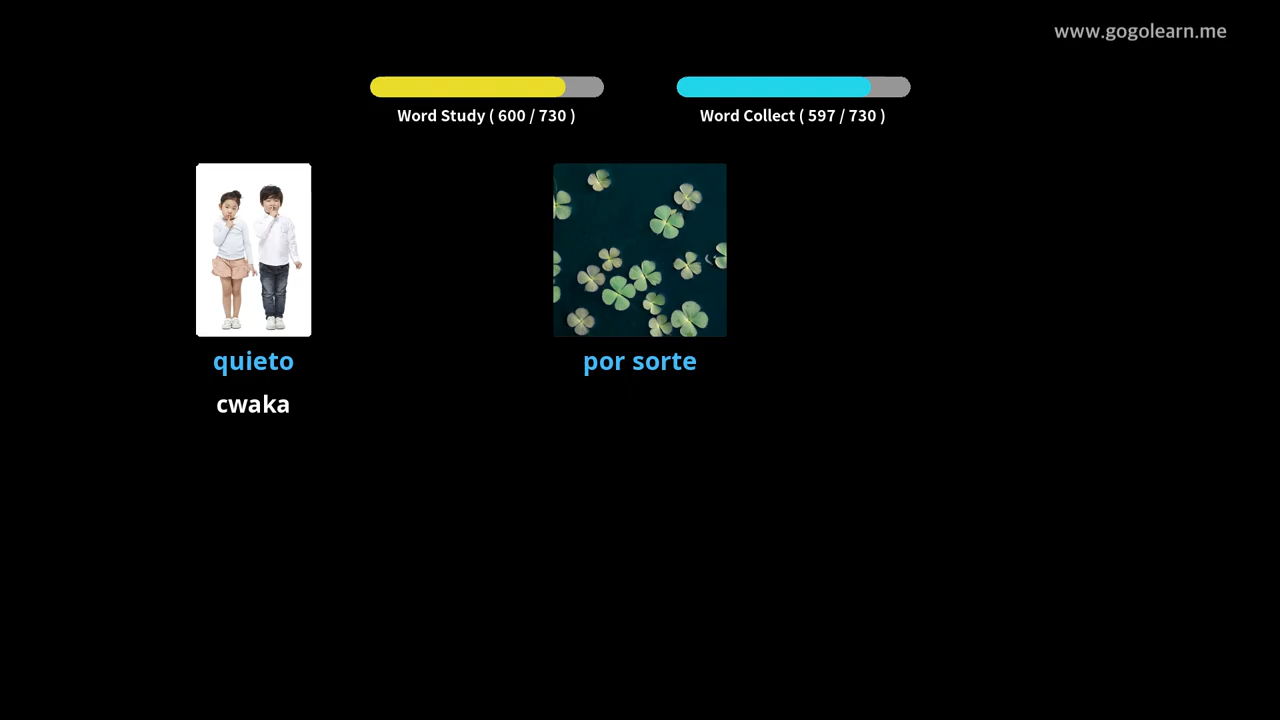 www.gogolearn.me
Word Study ( 600 / 730 )
Word Collect ( 597 / 730 )
quieto
por sorte
cwaka